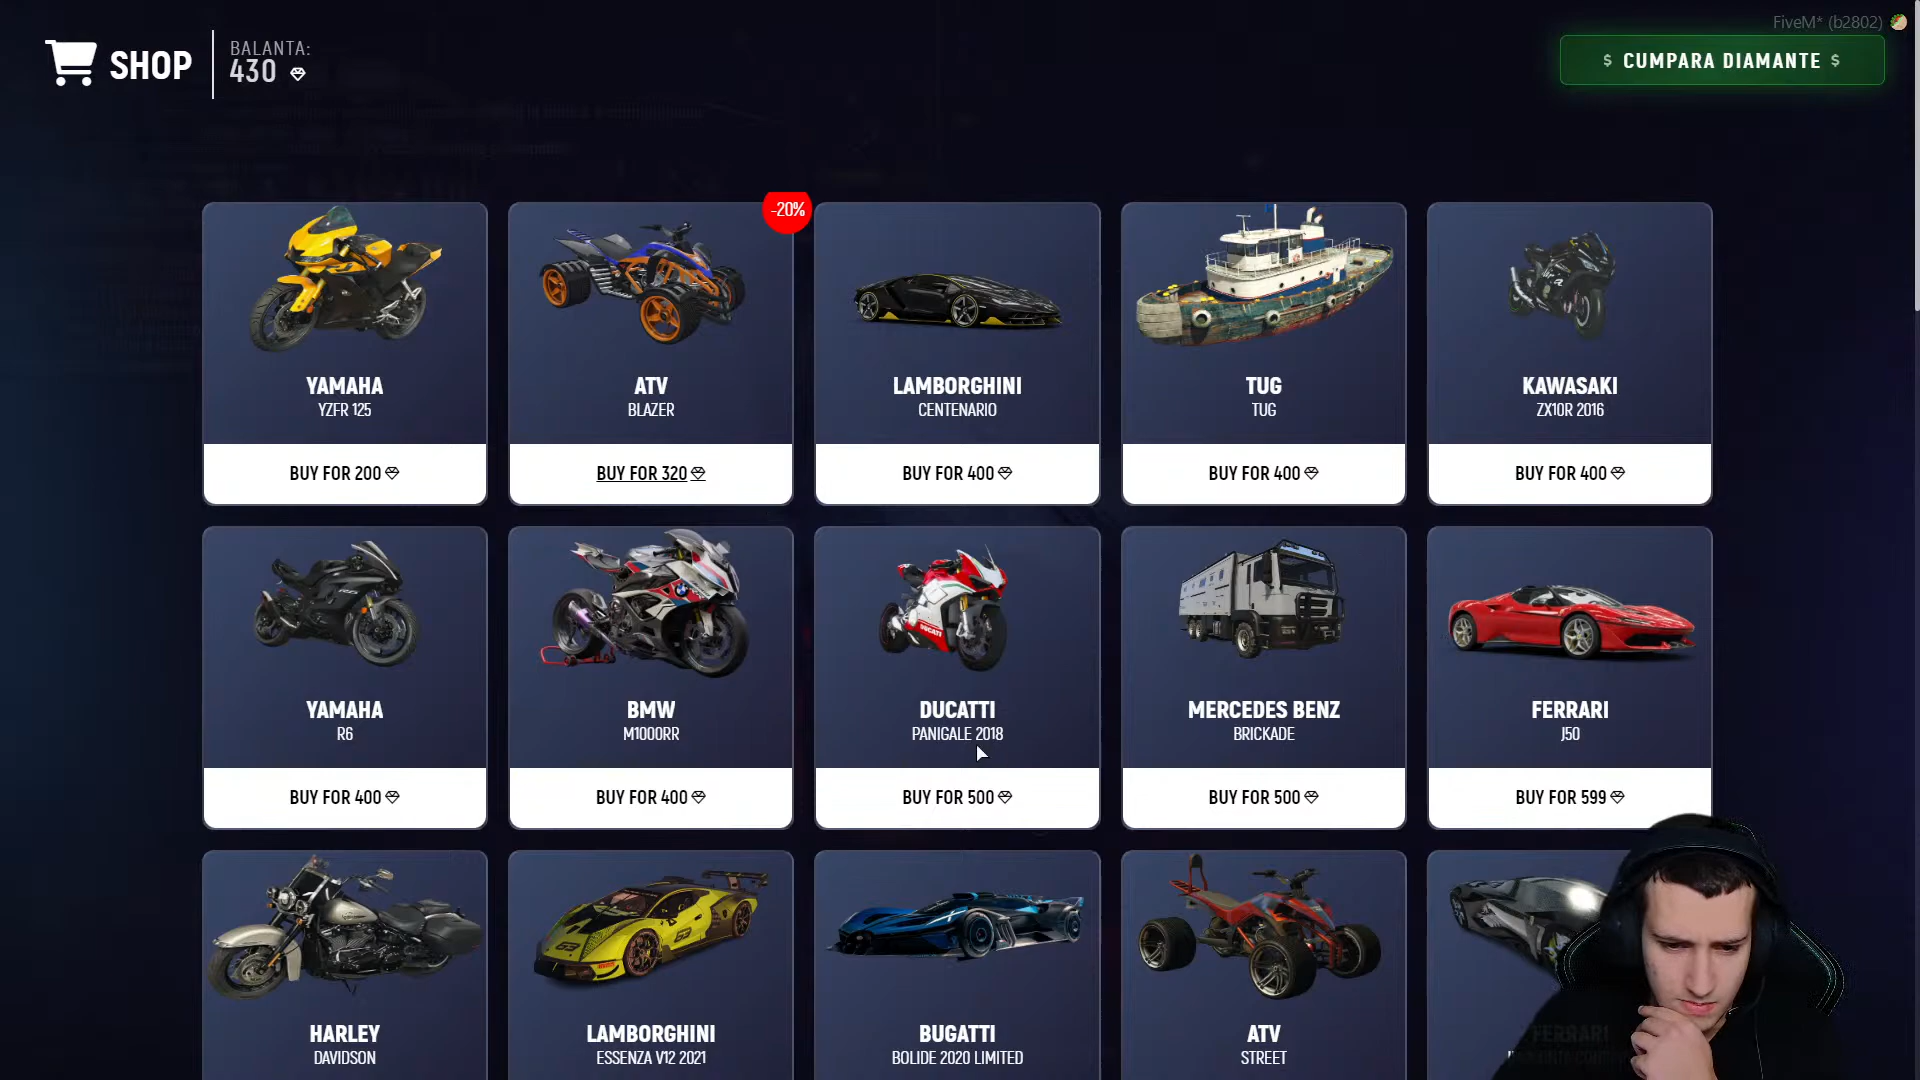 FiveM* (b2802)
SHOP
BALANTA:
430
$ CUMPARA DIAMANTE $
-20%
YAMAHA
YZFR 125
BUY FOR 200
ATV
BLAZER
BUY FOR 320
LAMBORGHINI
CENTENARIO
BUY FOR 400
TUG
TUG
BUY FOR 400
KAWASAKI
ZX10R 2016
BUY FOR 400
YAMAHA
R6
BUY FOR 400
BMW
M1000RR
BUY FOR 400
DUCATTI
PANIGALE 2018
BUY FOR 500
MERCEDES BENZ
BRICKADE
BUY FOR 500
FERRARI
J50
BUY FOR 599
HARLEY
DAVIDSON
63
63
LAMBORGHINI
ESSENZA V12 2021
BUGATTI
BOLIDE 2020 LIMITED
ATV
STREET
FERRARI